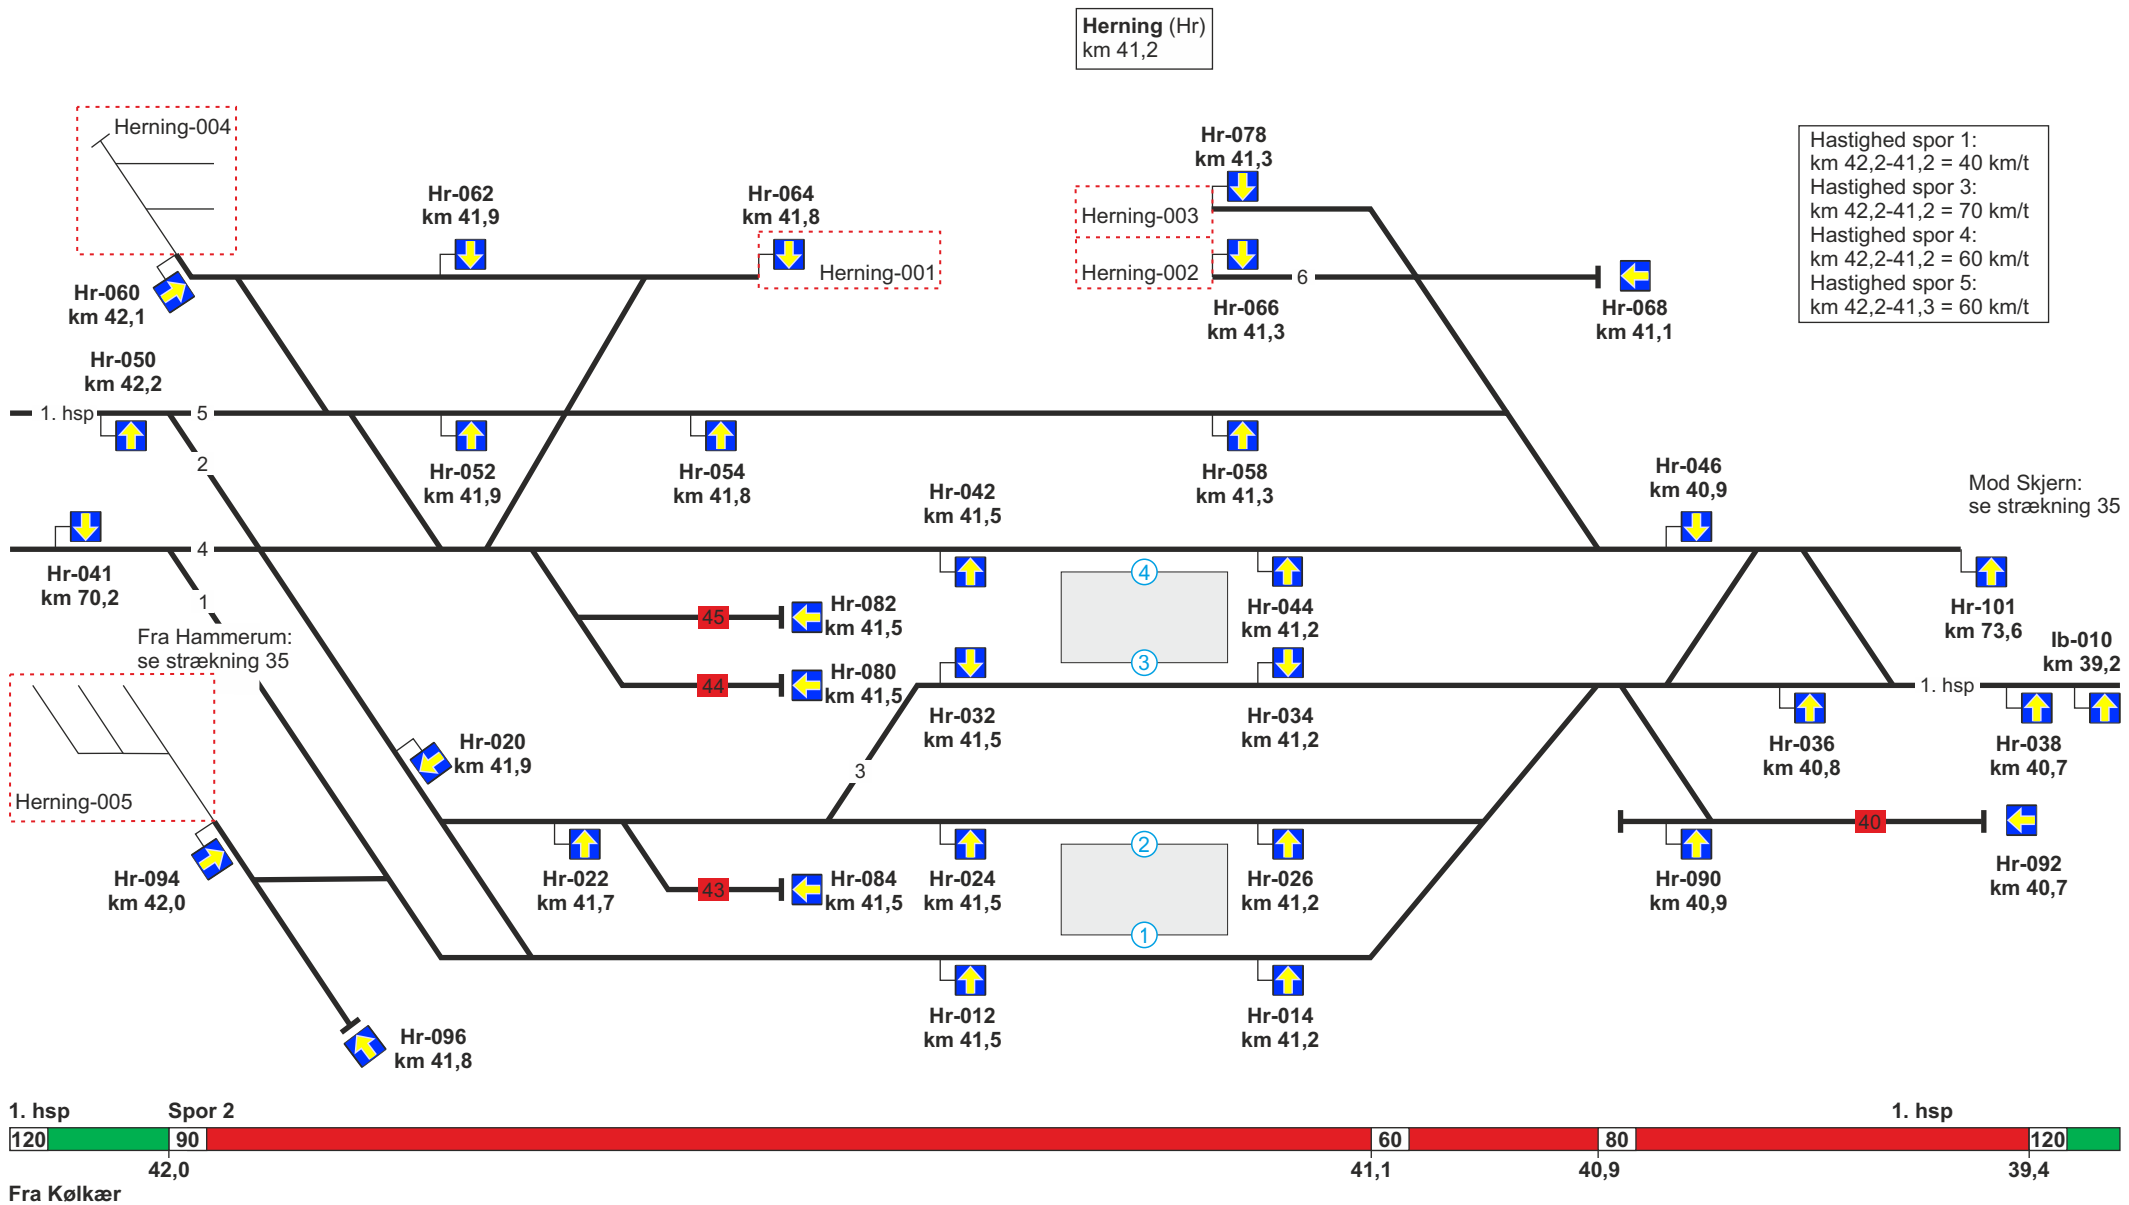 Herning (Hr)
km 41,2
Herning-004
Hr-078
km 41,3
Hastighed spor 1:
km 42,2-41,2 = 40 km/t
Hastighed spor 3:
km 42,2-41,2 = 70 km/t
Hastighed spor 4:
km 42,2-41,2 = 60 km/t
Hastighed spor 5:
km 42,2-41,3 = 60 km/t
Hr-062
km 41,9
Hr-064
km 41,8
Herning-003
Herning-001
Herning-002
6
Hr-060
km 42,1
Hr-066
km 41,3
Hr-068
km 41,1
Hr-050
km 42,2
1. hsp
5
2
Hr-052
km 41,9
Hr-054
km 41,8
Hr-058
km 41,3
Hr-042
km 41,5
Hr-046
km 40,9
Mod Skjern:
se strækning 35
4
Hr-041
km 70,2
1
4
Hr-082
km 41,5
45
Hr-044
km 41,2
Hr-101
km 73,6
Fra Hammerum:
se strækning 35
3
Ib-010
km 39,2
44
Hr-080
km 41,5
1. hsp
Hr-032
km 41,5
Hr-034
km 41,2
Hr-036
km 40,8
Hr-038
km 40,7
Hr-020
km 41,9
3
Herning-005
40
2
Hr-094
km 42,0
Hr-022
km 41,7
43
Hr-084
km 41,5
Hr-024
km 41,5
Hr-026
km 41,2
Hr-090
km 40,9
Hr-092
km 40,7
1
Hr-012
km 41,5
Hr-014
km 41,2
Hr-096
km 41,8
1. hsp Spor 2 1. hsp
120 90 60 80 120
42,0 41,1 40,9 39,4
Fra Kølkær